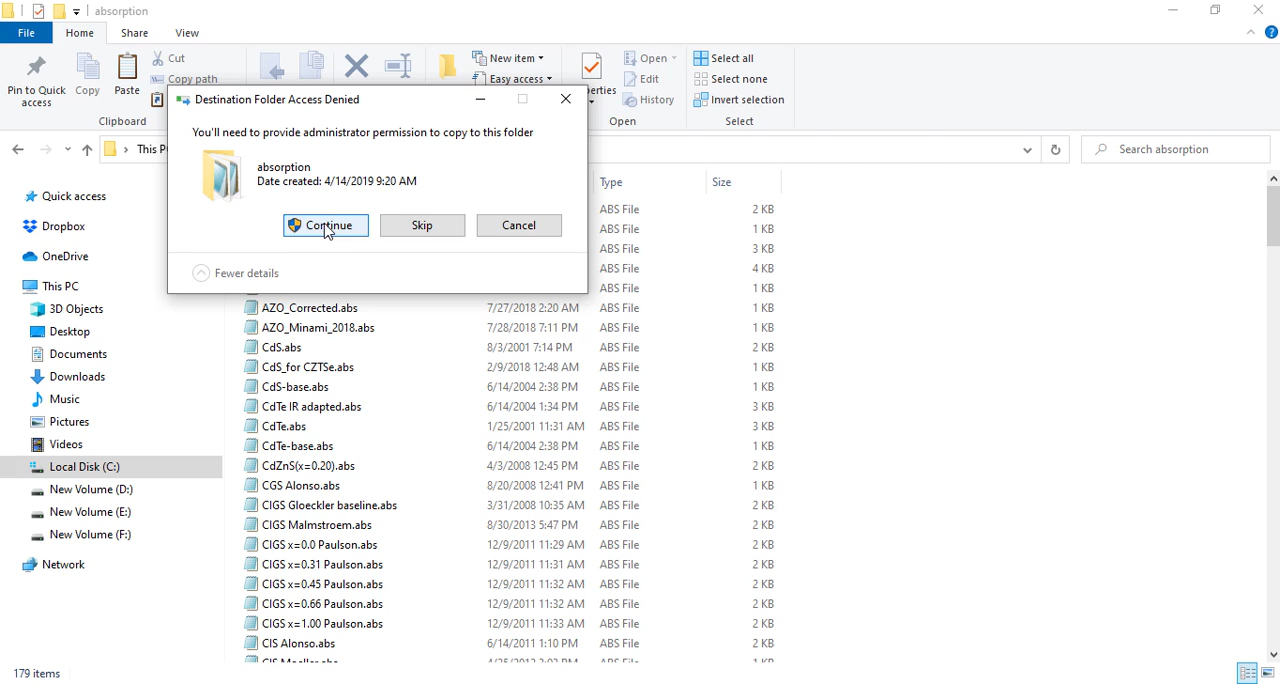 absorption
File Home Share View
Pin to Quick access
Copy
Paste
Cut
Copy path
New item
Easy access
Open
Edit
History
Select all
Select none
Invert selection
Clipboard
Open
Select
Destination Folder Access Denied
You'll need to provide administrator permission to copy to this folder
absorption
Date created: 4/14/2019 9:20 AM
Continue Skip Cancel
Fewer details
Search absorption
Quick access
Dropbox
OneDrive
This PC
3D Objects
Desktop
Documents
Downloads
Music
Pictures
Videos
Local Disk (C:)
New Volume (D:)
New Volume (E:)
New Volume (F:)
Network
Type Size
ABS File 2 KB
ABS File 1 KB
ABS File 3 KB
ABS File 4 KB
ABS File 1 KB
AZO_Corrected.abs 7/27/2018 2:20 AM ABS File 1 KB
AZO_Minami_2018.abs 7/28/2018 7:11 PM ABS File 1 KB
CdS.abs 8/3/2001 7:14 PM ABS File 2 KB
CdS_for CZTSe.abs 2/9/2018 12:48 AM ABS File 1 KB
CdS-base.abs 6/14/2004 2:38 PM ABS File 1 KB
CdTe IR adapted.abs 6/14/2004 1:34 PM ABS File 3 KB
CdTe.abs 1/25/2001 11:31 AM ABS File 3 KB
CdTe-base.abs 6/14/2004 2:38 PM ABS File 1 KB
CdZnS(x=0.20).abs 4/3/2008 12:45 PM ABS File 2 KB
CGS Alonso.abs 8/20/2008 12:41 PM ABS File 1 KB
CIGS Gloeckler baseline.abs 3/31/2008 10:35 AM ABS File 2 KB
CIGS Malmstroem.abs 8/30/2013 5:47 PM ABS File 2 KB
CIGS x=0.0 Paulson.abs 12/9/2011 11:29 AM ABS File 2 KB
CIGS x=0.31 Paulson.abs 12/9/2011 11:31 AM ABS File 2 KB
CIGS x=0.45 Paulson.abs 12/9/2011 11:32 AM ABS File 2 KB
CIGS x=0.66 Paulson.abs 12/9/2011 11:32 AM ABS File 2 KB
CIGS x=1.00 Paulson.abs 12/9/2011 11:33 AM ABS File 2 KB
CIS Alonso.abs 6/14/2011 1:10 PM ABS File 2 KB
179 items